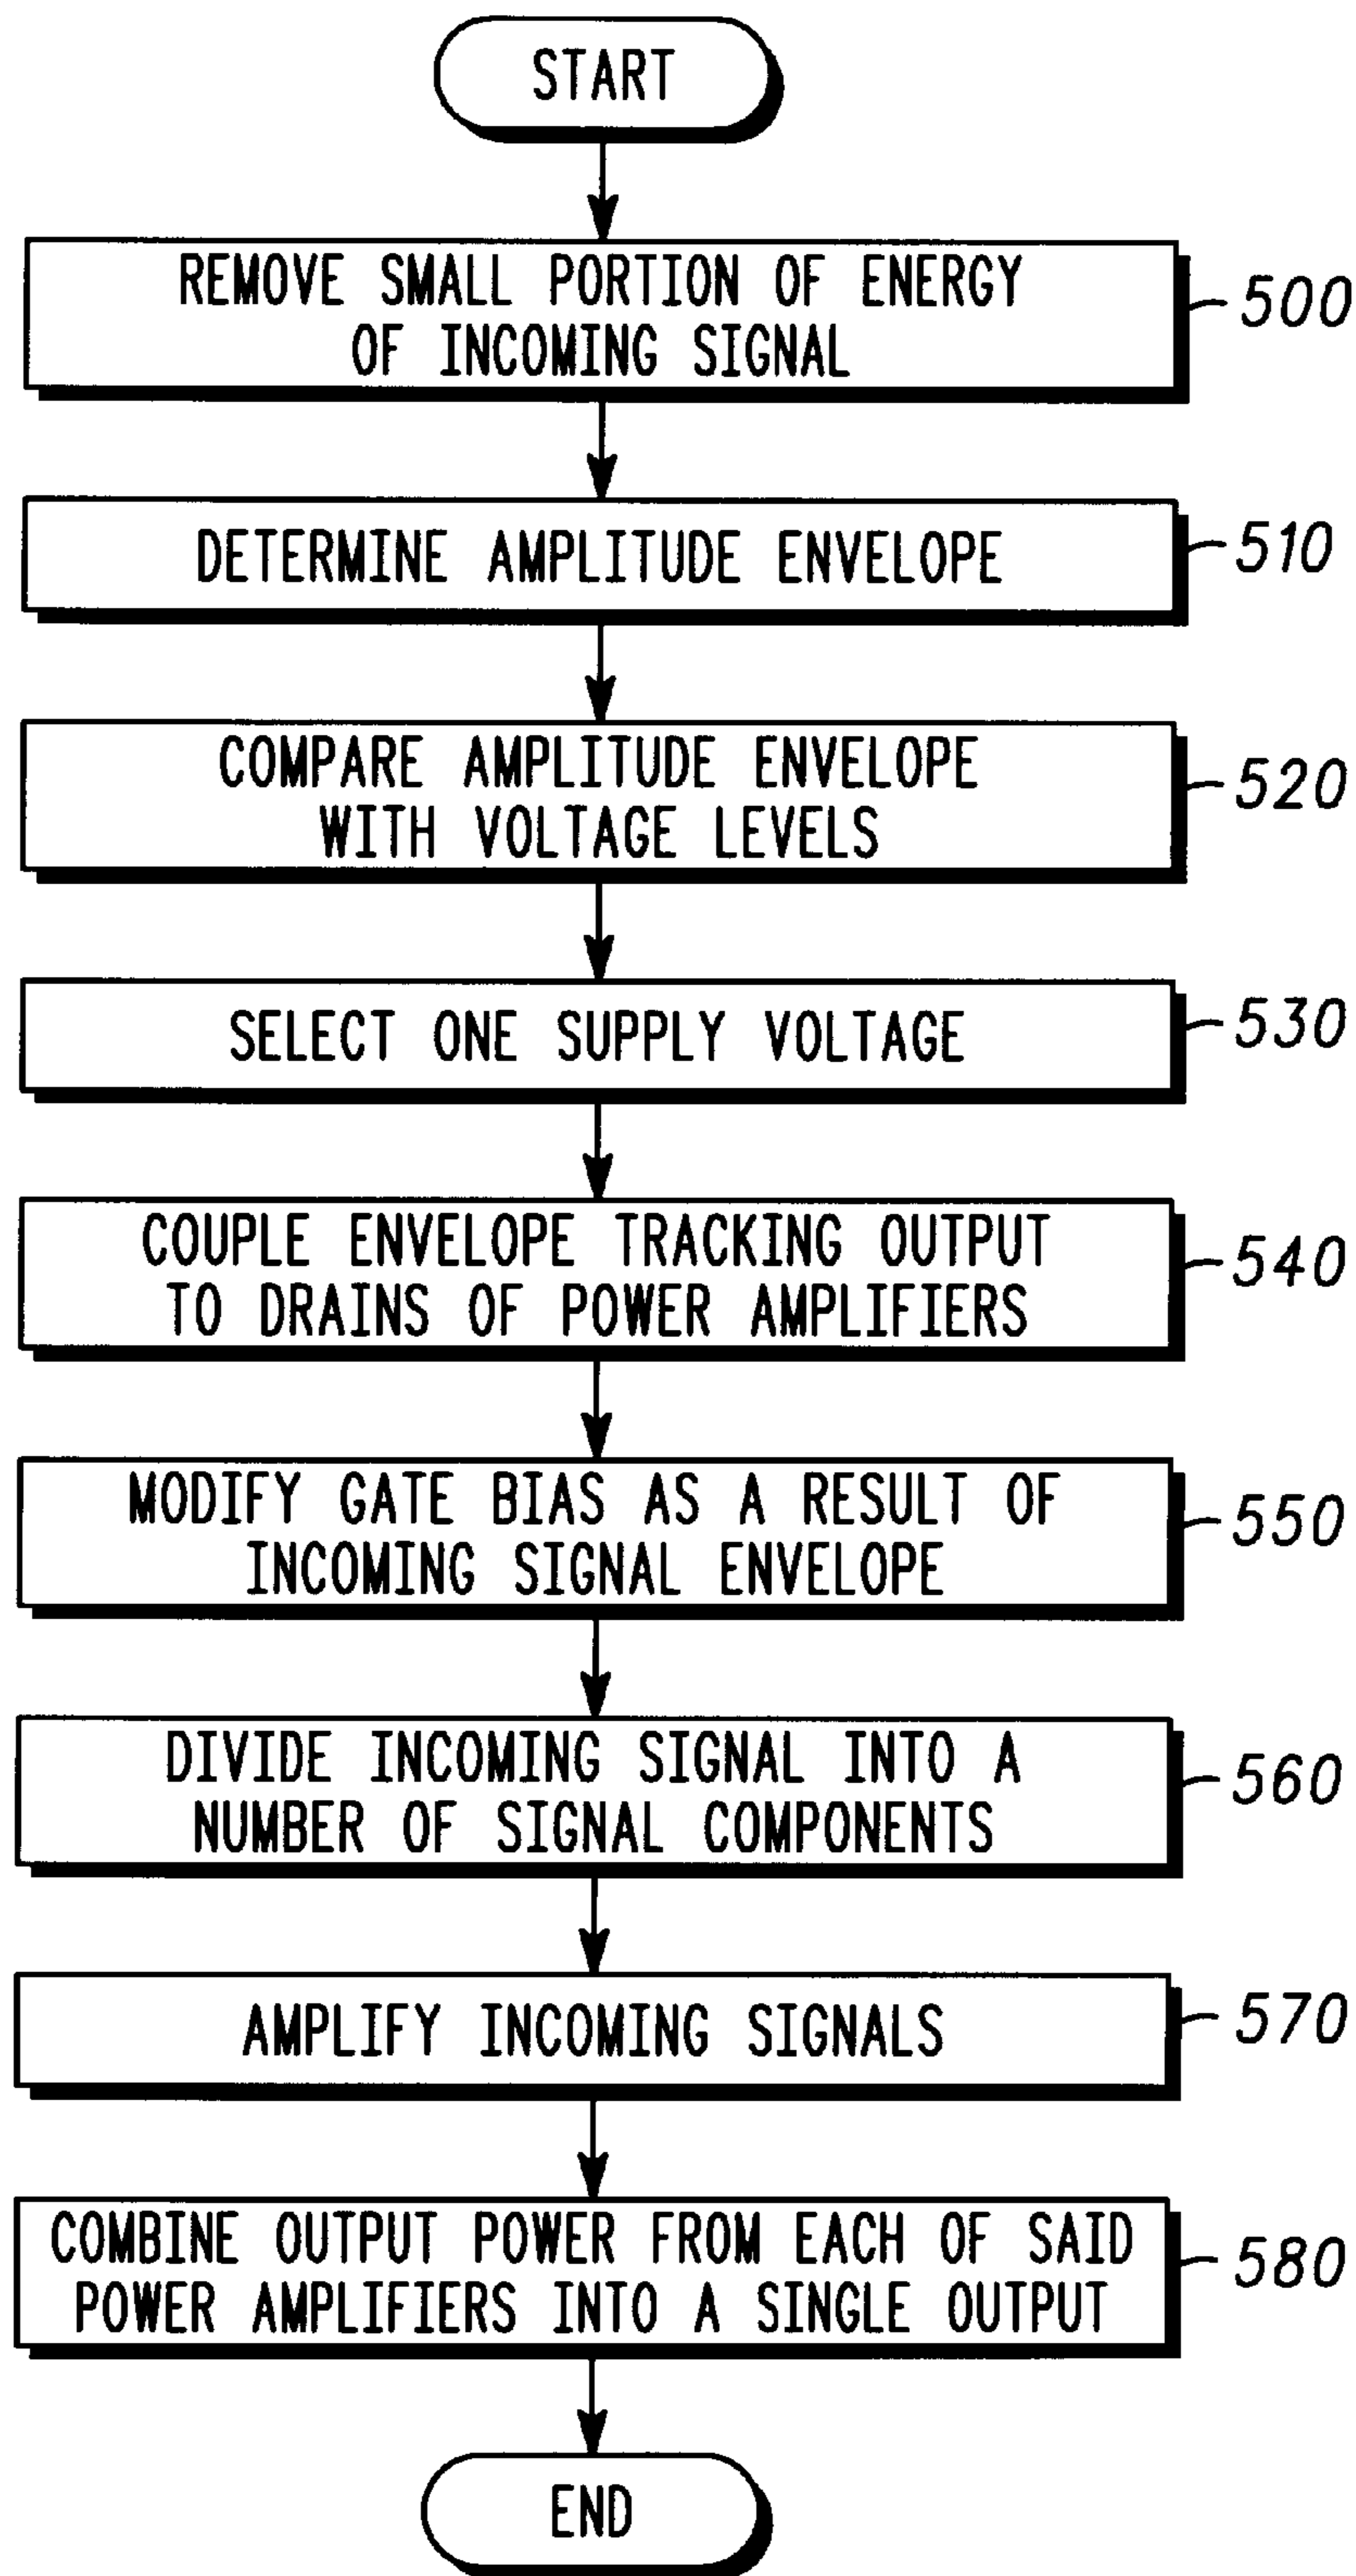 START
REMOVE SMALL PORTION OF ENERGY
OF INCOMING SIGNAL
500
DETERMINE AMPLITUDE ENVELOPE
510
COMPARE AMPLITUDE ENVELOPE
WITH VOLTAGE LEVELS
520
SELECT ONE SUPPLY VOLTAGE
530
COUPLE ENVELOPE TRACKING OUTPUT
TO DRAINS OF POWER AMPLIFIERS
540
MODIFY GATE BIAS AS A RESULT OF
INCOMING SIGNAL ENVELOPE
550
DIVIDE INCOMING SIGNAL INTO A
NUMBER OF SIGNAL COMPONENTS
560
AMPLIFY INCOMING SIGNALS
570
COMBINE OUTPUT POWER FROM EACH OF SAID
POWER AMPLIFIERS INTO A SINGLE OUTPUT
580
END